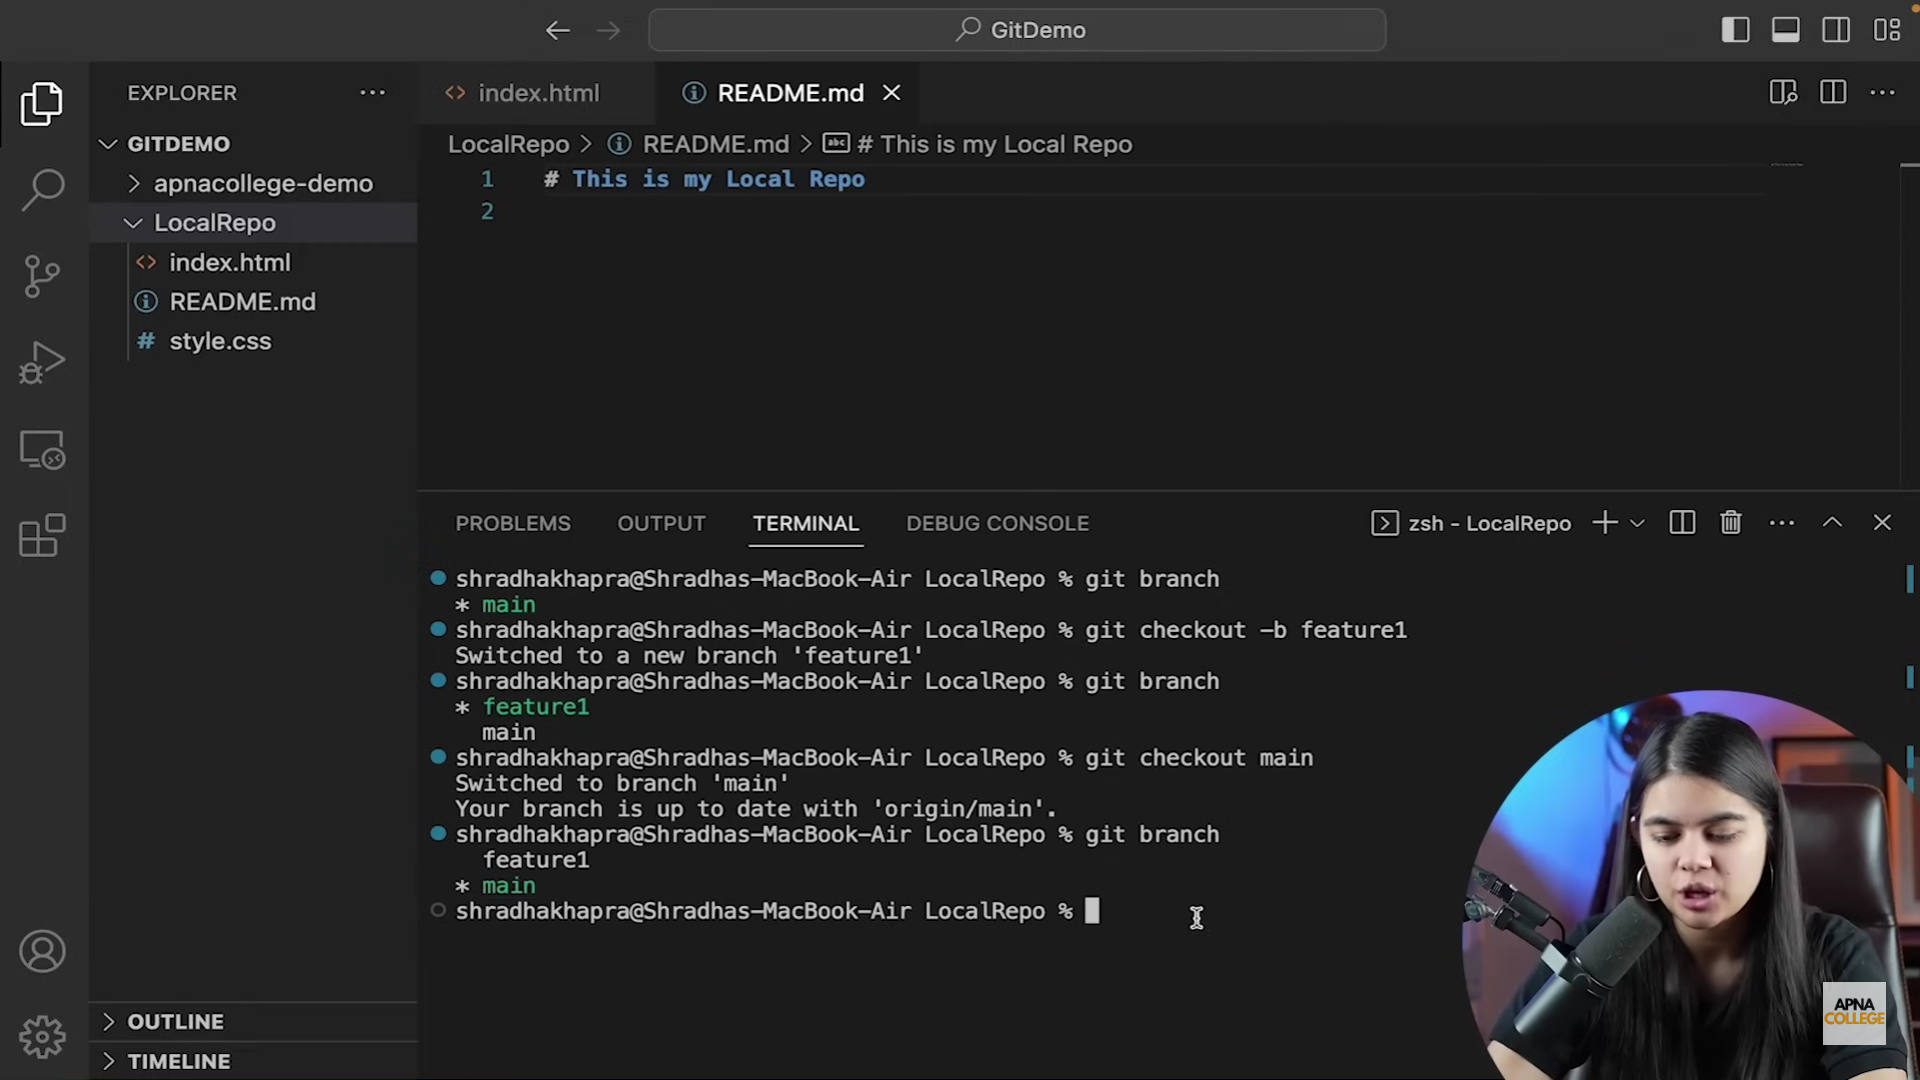 GitDemo
EXPLORER
index.html
README.md
GITDEMO
apnacollege-demo
LocalRepo
index.html
README.md
style.css
LocalRepo > README.md > # This is my Local Repo
1 # This is my Local Repo
2
PROBLEMS OUTPUT TERMINAL DEBUG CONSOLE
zsh - LocalRepo
shradhakhapra@Shradhas-MacBook-Air LocalRepo % git branch
* main
shradhakhapra@Shradhas-MacBook-Air LocalRepo % git checkout -b feature1
Switched to a new branch 'feature1'
shradhakhapra@Shradhas-MacBook-Air LocalRepo % git branch
* feature1
main
shradhakhapra@Shradhas-MacBook-Air LocalRepo % git checkout main
Switched to branch 'main'
Your branch is up to date with 'origin/main'.
shradhakhapra@Shradhas-MacBook-Air LocalRepo % git branch
feature1
* main
shradhakhapra@Shradhas-MacBook-Air LocalRepo %
OUTLINE
TIMELINE
APNA
COLLEGE